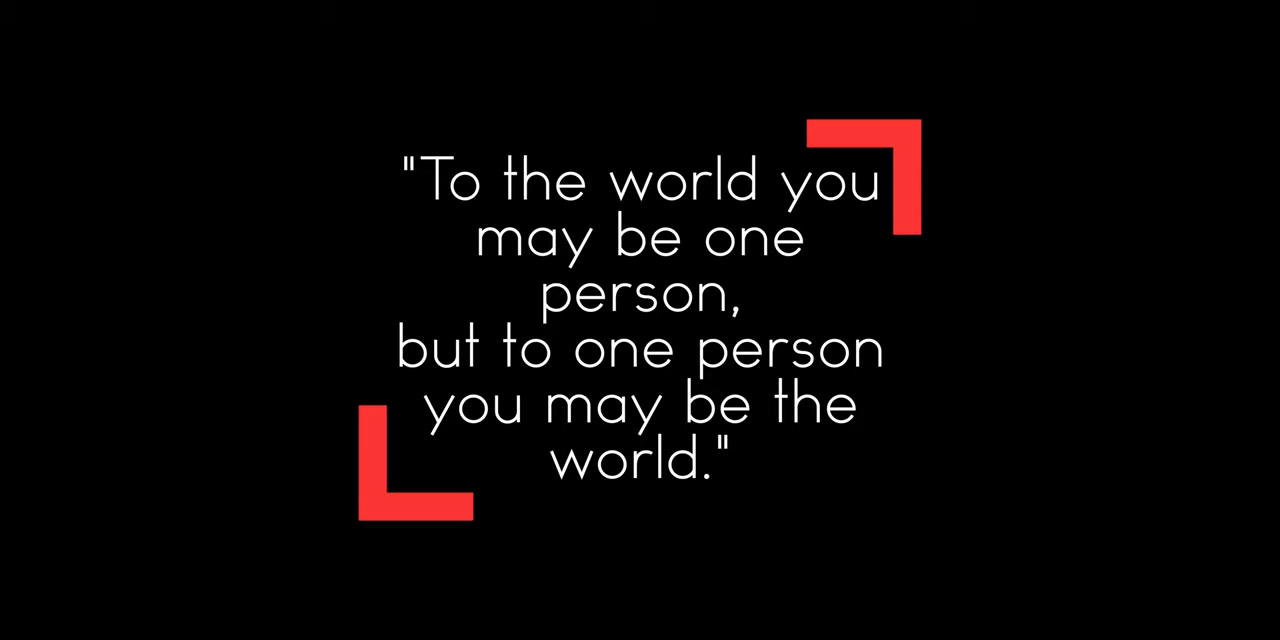 "To the world you
may be one
person,
but to one person
you may be the
world."